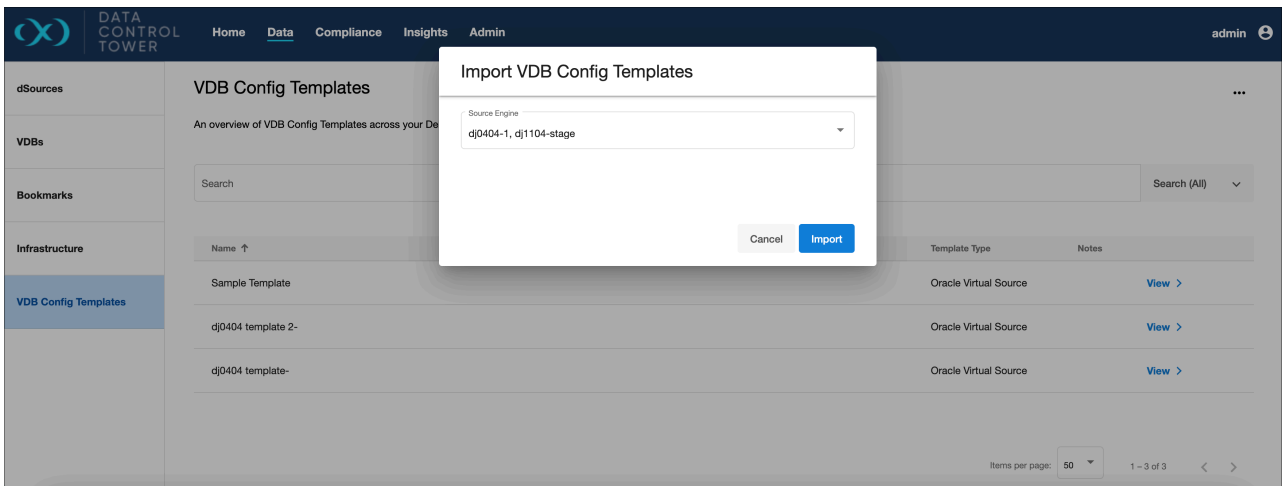 DATA
CONTROL
TOWER
Home Data Compliance Insights Admin
admin
dSources
VDBs
Bookmarks
Infrastructure
VDB Config Templates
VDB Config Templates
An overview of VDB Config Templates across your De
Search
Search (All)
Import VDB Config Templates
Source Engine
dj0404-1, dj1104-stage
Cancel Import
Name Template Type Notes
Sample Template Oracle Virtual Source View
dj0404 template 2- Oracle Virtual Source View
dj0404 template- Oracle Virtual Source View
Items per page: 50 1 – 3 of 3